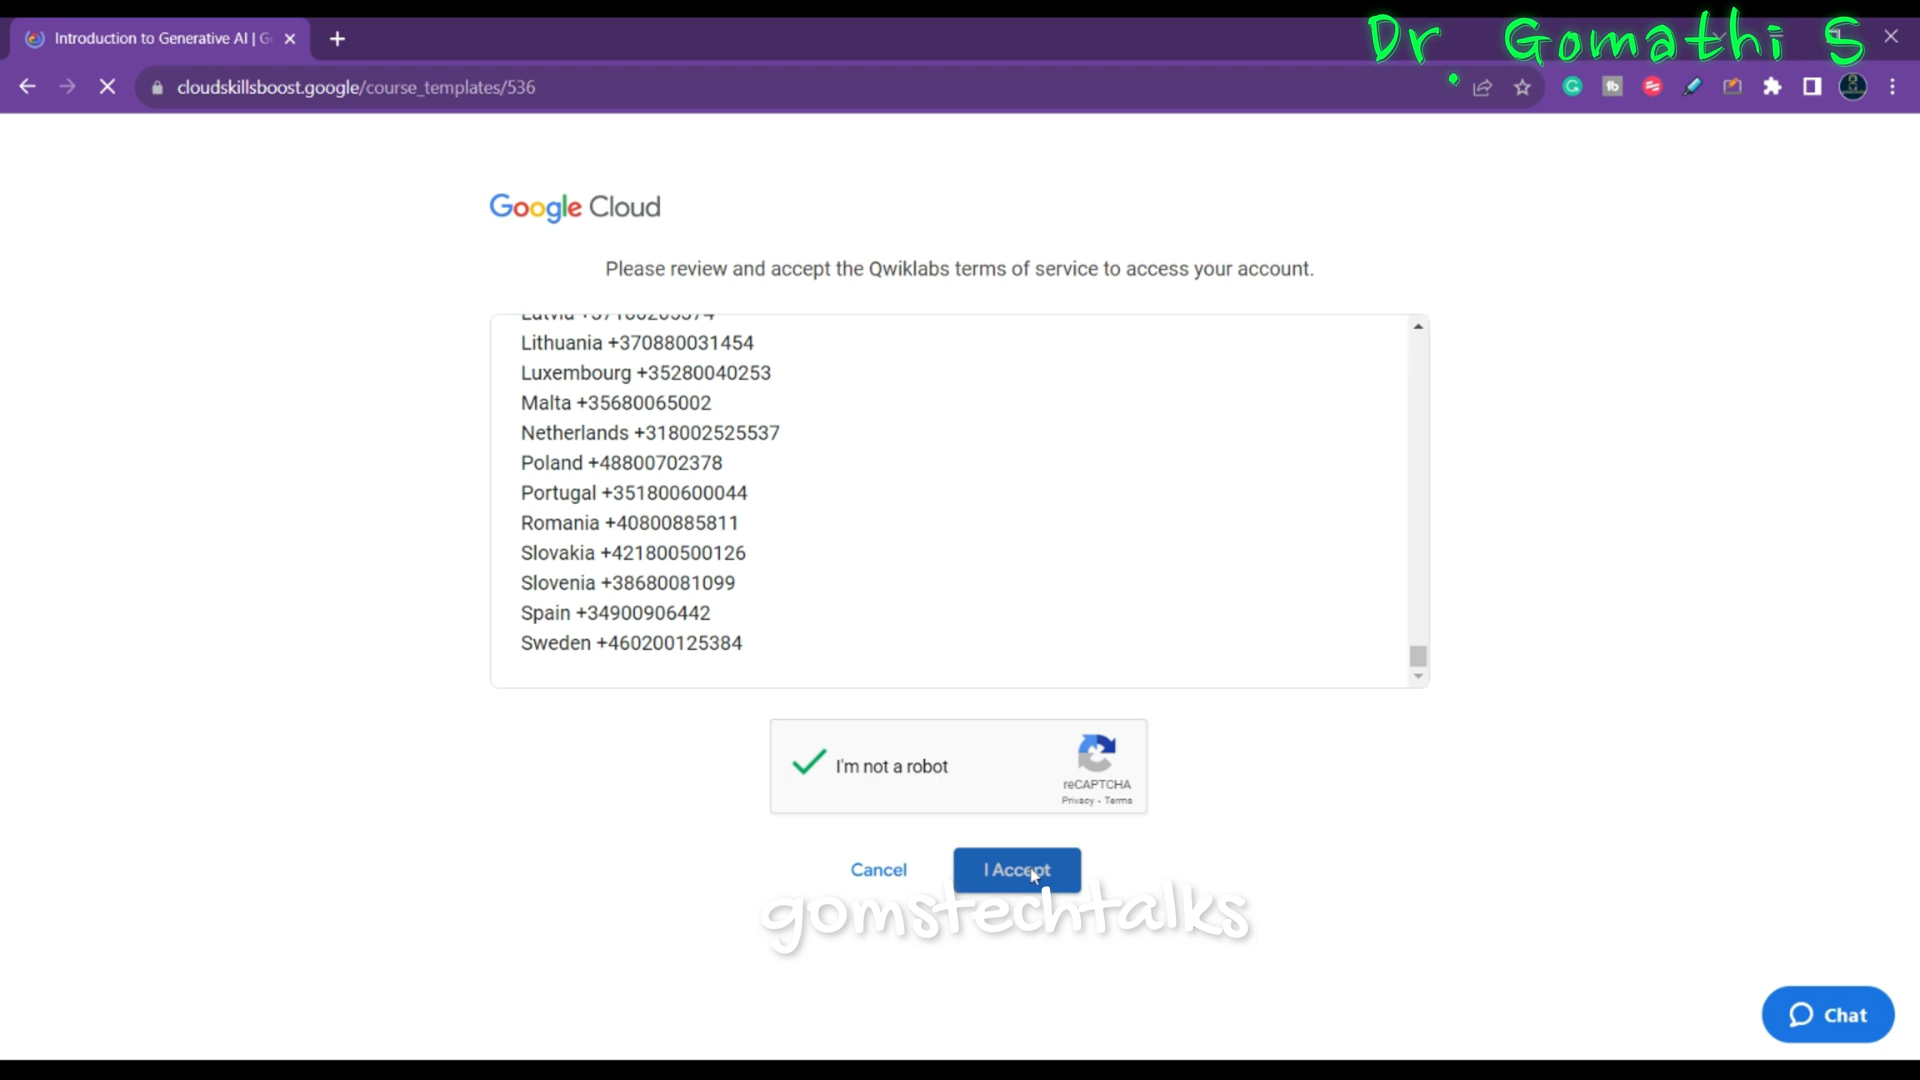 Introduction to Generative AI | G
Dr. Gomathi S
cloudskillsboost.google/course_templates/536
Google Cloud
Please review and accept the Qwiklabs terms of service to access your account.
Latvia +37180205374
Lithuania +370880031454
Luxembourg +35280040253
Malta +35680065002
Netherlands +318002525537
Poland +48800702378
Portugal +351800600044
Romania +40800885811
Slovakia +421800500126
Slovenia +38680081099
Spain +34900906442
Sweden +460200125384
I'm not a robot
reCAPTCHA
Privacy - Terms
Cancel
I Accept
gomstechtalks
Chat